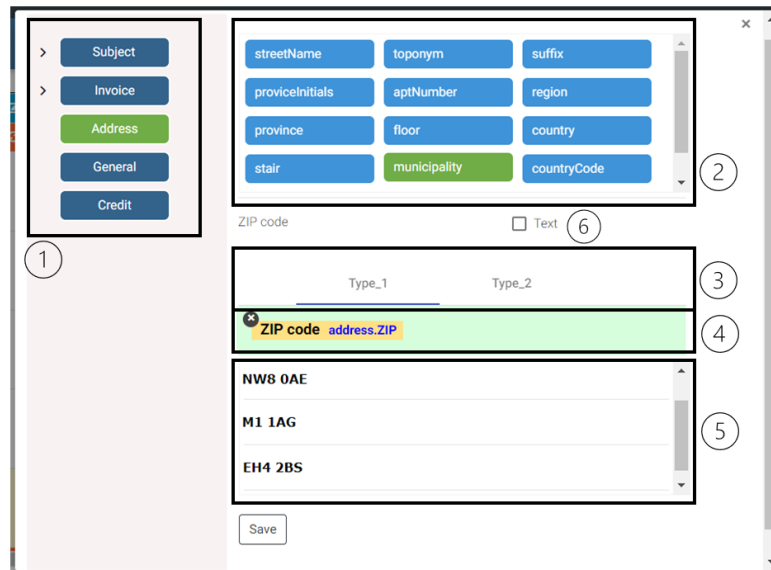 Subject
Invoice
Address
General
Credit
1
streetName toponym suffix
proviceInitials aptNumber region
province floor country
stair municipality countryCode
2
ZIP code Text 6
Type_1 Type_2
3
ZIP code address.ZIP
4
NW8 0AE
M1 1AG
EH4 2BS
5
Save